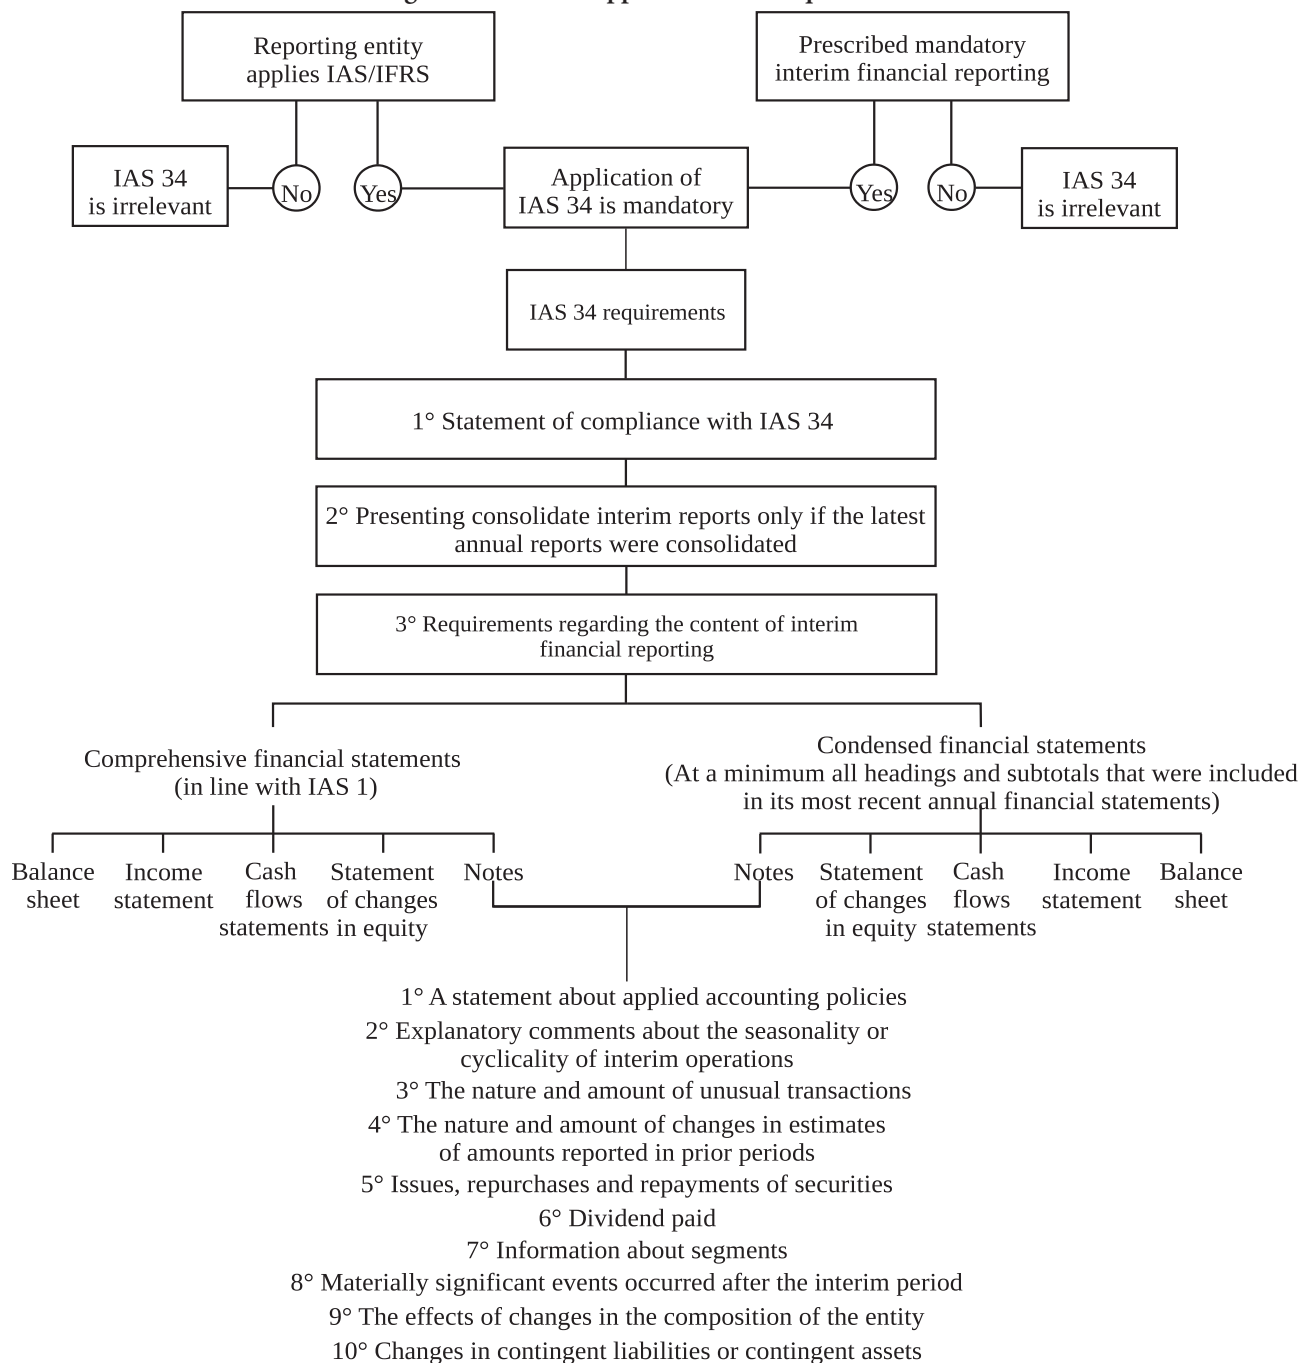 Reporting entity
applies IAS/IFRS
Prescribed mandatory
interim financial reporting
IAS 34
is irrelevant
No
Yes
Application of
IAS 34 is mandatory
Yes
No
IAS 34
is irrelevant
IAS 34 requirements
1° Statement of compliance with IAS 34
2° Presenting consolidate interim reports only if the latest
annual reports were consolidated
3° Requirements regarding the content of interim
financial reporting
Comprehensive financial statements
(in line with IAS 1)
Condensed financial statements
(At a minimum all headings and subtotals that were included
in its most recent annual financial statements)
Balance
sheet
Income
statement
Cash
flows
statements
Statement
of changes
in equity
Notes
Notes
Statement
of changes
in equity
Cash
flows
statements
Income
statement
Balance
sheet
1° A statement about applied accounting policies
2° Explanatory comments about the seasonality or
cyclicality of interim operations
3° The nature and amount of unusual transactions
4° The nature and amount of changes in estimates
of amounts reported in prior periods
5° Issues, repurchases and repayments of securities
6° Dividend paid
7° Information about segments
8° Materially significant events occurred after the interim period
9° The effects of changes in the composition of the entity
10° Changes in contingent liabilities or contingent assets